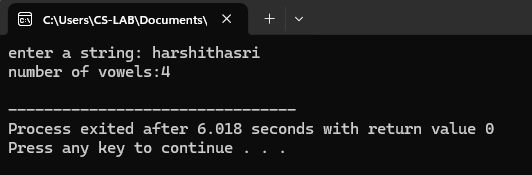 C:\Users\CS-LAB\Documents\
enter a string: harshithasri
number of vowels:4
--------------------------------
Process exited after 6.018 seconds with return value 0
Press any key to continue . . .